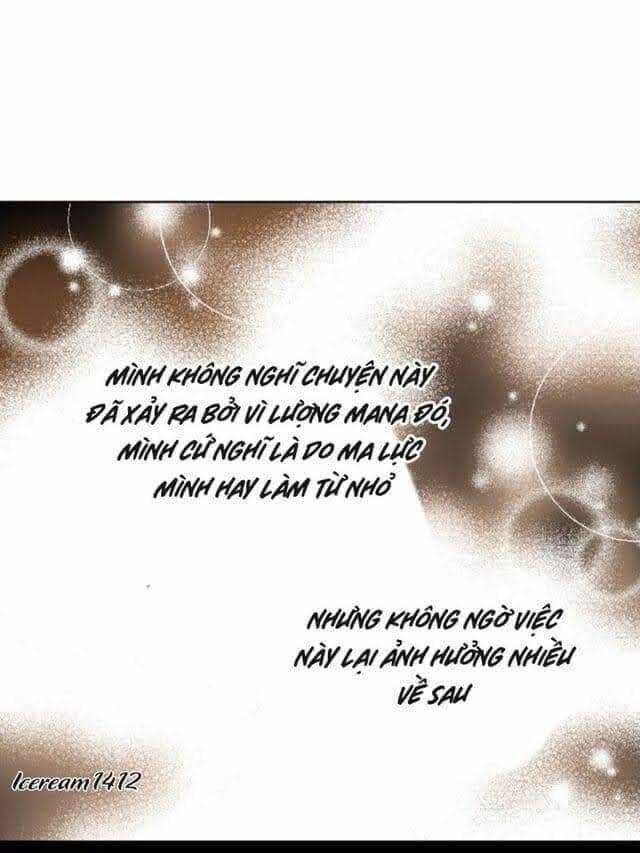 MÌNH KHÔNG NGHĨ CHUYỆN NÀY
ĐÃ XẢY RA BỞI VÌ LƯỢNG MANA ĐÓ,
MÌNH CỨ NGHĨ LÀ DO MA LỰC
MÌNH HAY LÀM TỪ NHỎ
NHƯNG KHÔNG NGỜ VIỆC
NÀY LẠI ẢNH HƯỞNG NHIỀU
VỀ SAU
Icecream1412